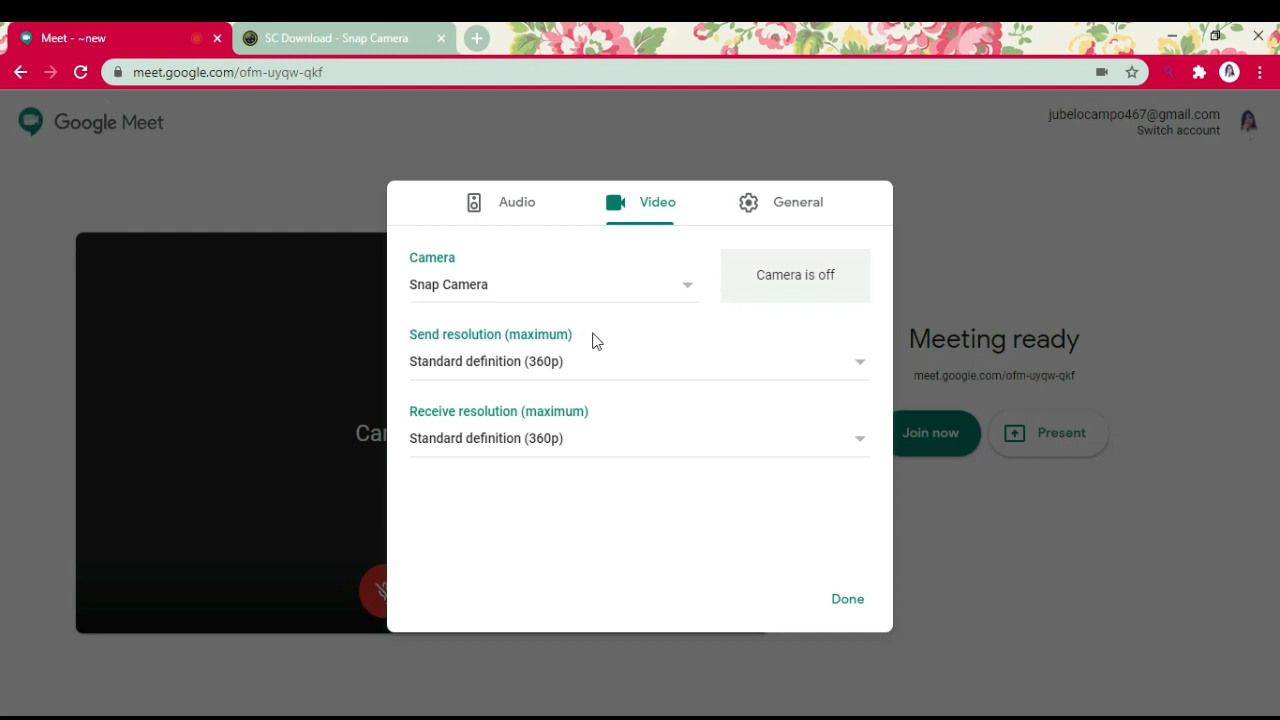 Meet - ~new
SC Download - Snap Camera
meet.google.com/ofm-uyqw-qkf
Google Meet
jubelocampo467@gmail.com
Switch account
Audio
Video
General
Camera
Snap Camera
Camera is off
Send resolution (maximum)
Standard definition (360p)
Receive resolution (maximum)
Standard definition (360p)
Done
Meeting ready
meet.google.com/ofm-uyqw-qkf
Join now
Present